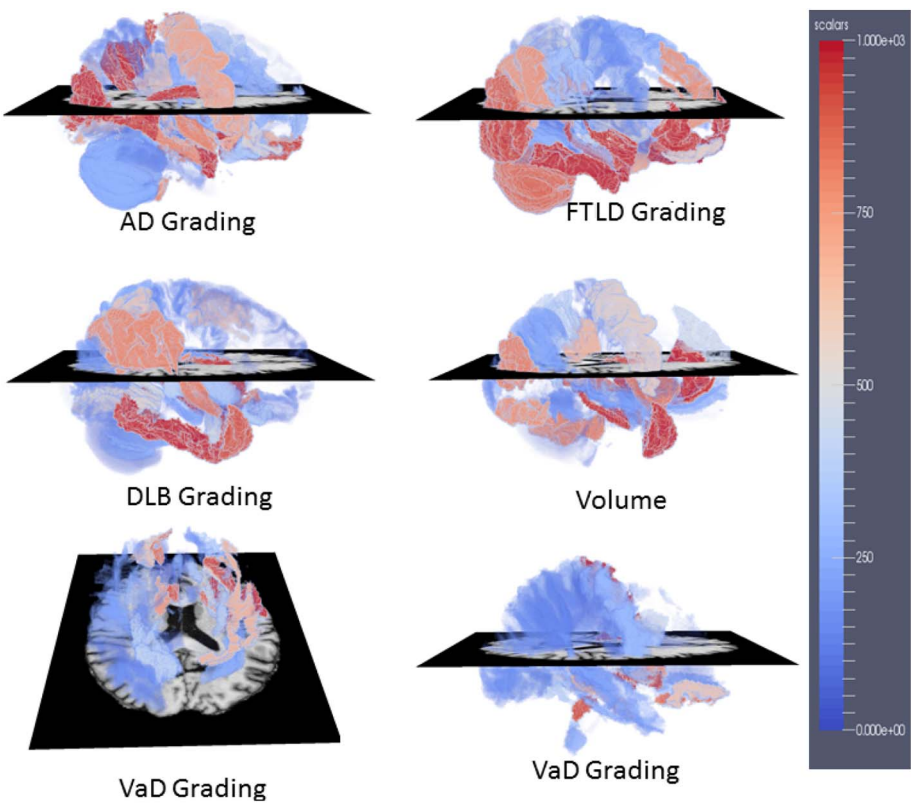 scalars
1.000e+03
AD Grading
FTLD Grading
750
DLB Grading
Volume
500
250
0.000e+00
VaD Grading
VaD Grading